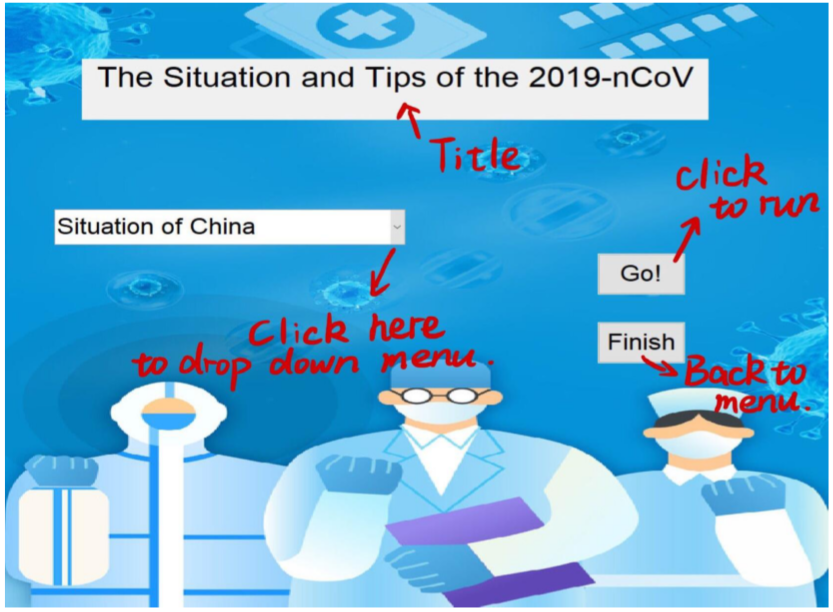 The Situation and Tips of the 2019-nCoV
Title
Click
to run
Situation of China
Go!
Click here
to drop down menu.
Finish
Back to
menu.